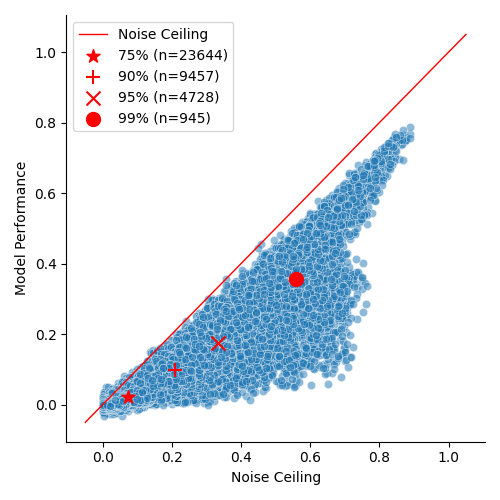 Noise Ceiling
75% (n=23644)
90% (n=9457)
95% (n=4728)
99% (n=945)
1.0
0.8
0.6
0.4
0.2
0.0
Model Performance
0.0 0.2 0.4 0.6 0.8 1.0
Noise Ceiling